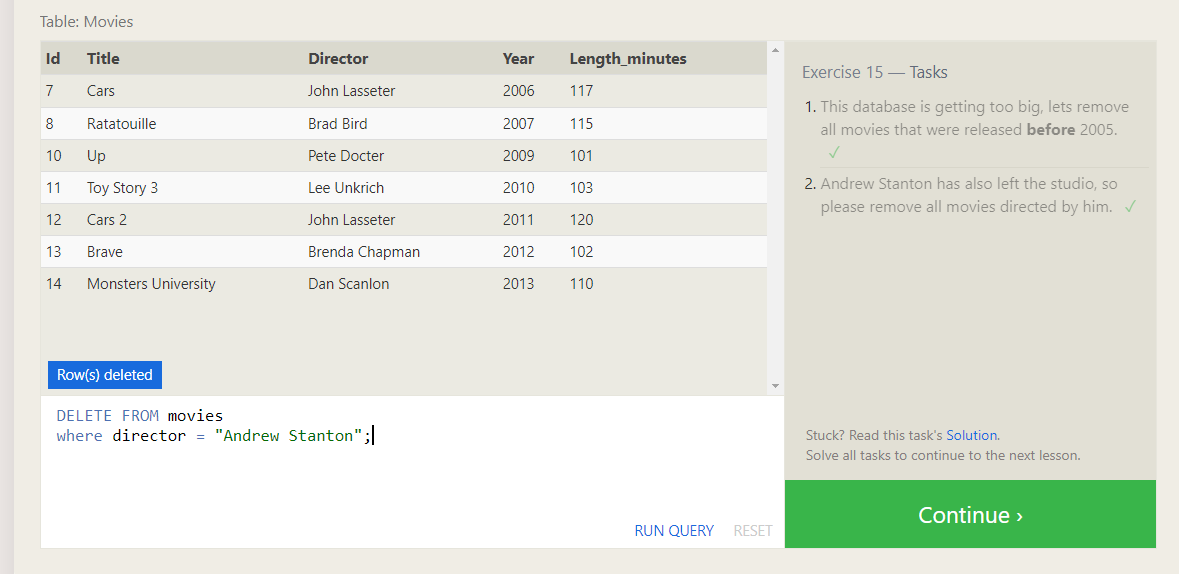 Table: Movies
Id Title Director Year Length_minutes
7 Cars John Lasseter 2006 117
8 Ratatouille Brad Bird 2007 115
10 Up Pete Docter 2009 101
11 Toy Story 3 Lee Unkrich 2010 103
12 Cars 2 John Lasseter 2011 120
13 Brave Brenda Chapman 2012 102
14 Monsters University Dan Scanlon 2013 110
Row(s) deleted
DELETE FROM movies
where director = "Andrew Stanton";
RUN QUERY RESET
Exercise 15 — Tasks
1. This database is getting too big, lets remove
all movies that were released before 2005.
✓
2. Andrew Stanton has also left the studio, so
please remove all movies directed by him. ✓
Stuck? Read this task's Solution.
Solve all tasks to continue to the next lesson.
Continue ›